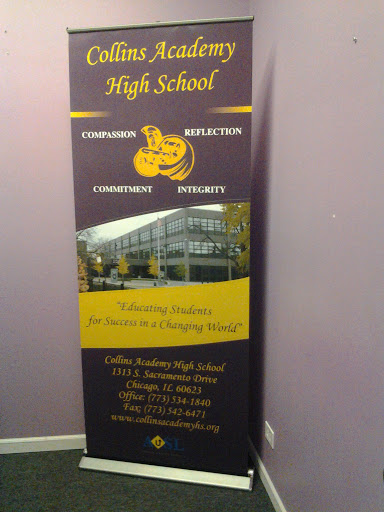 Collins Academy
High School
COMPASSION REFLECTION
COMMITMENT INTEGRITY
"Educating Students
for Success in a Changing World"
Collins Academy High School
1313 S. Sacramento Drive
Chicago, IL 60623
Office: (773) 534-1840
Fax; (773) 542-6471
www.collinsacademyhs.org
AUSL